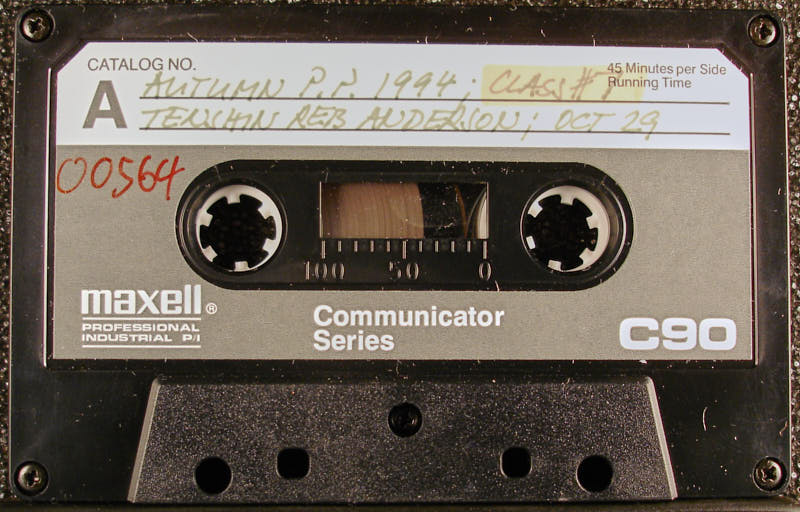 CATALOG NO.
45 Minutes per Side
Running Time
A
AUTUMN P.P. 1994; CLASS #7
TENSHIN REB ANDERSON; OCT 29
00564
100 50 0
maxell®
PROFESSIONAL
INDUSTRIAL P/I
Communicator
Series
C90